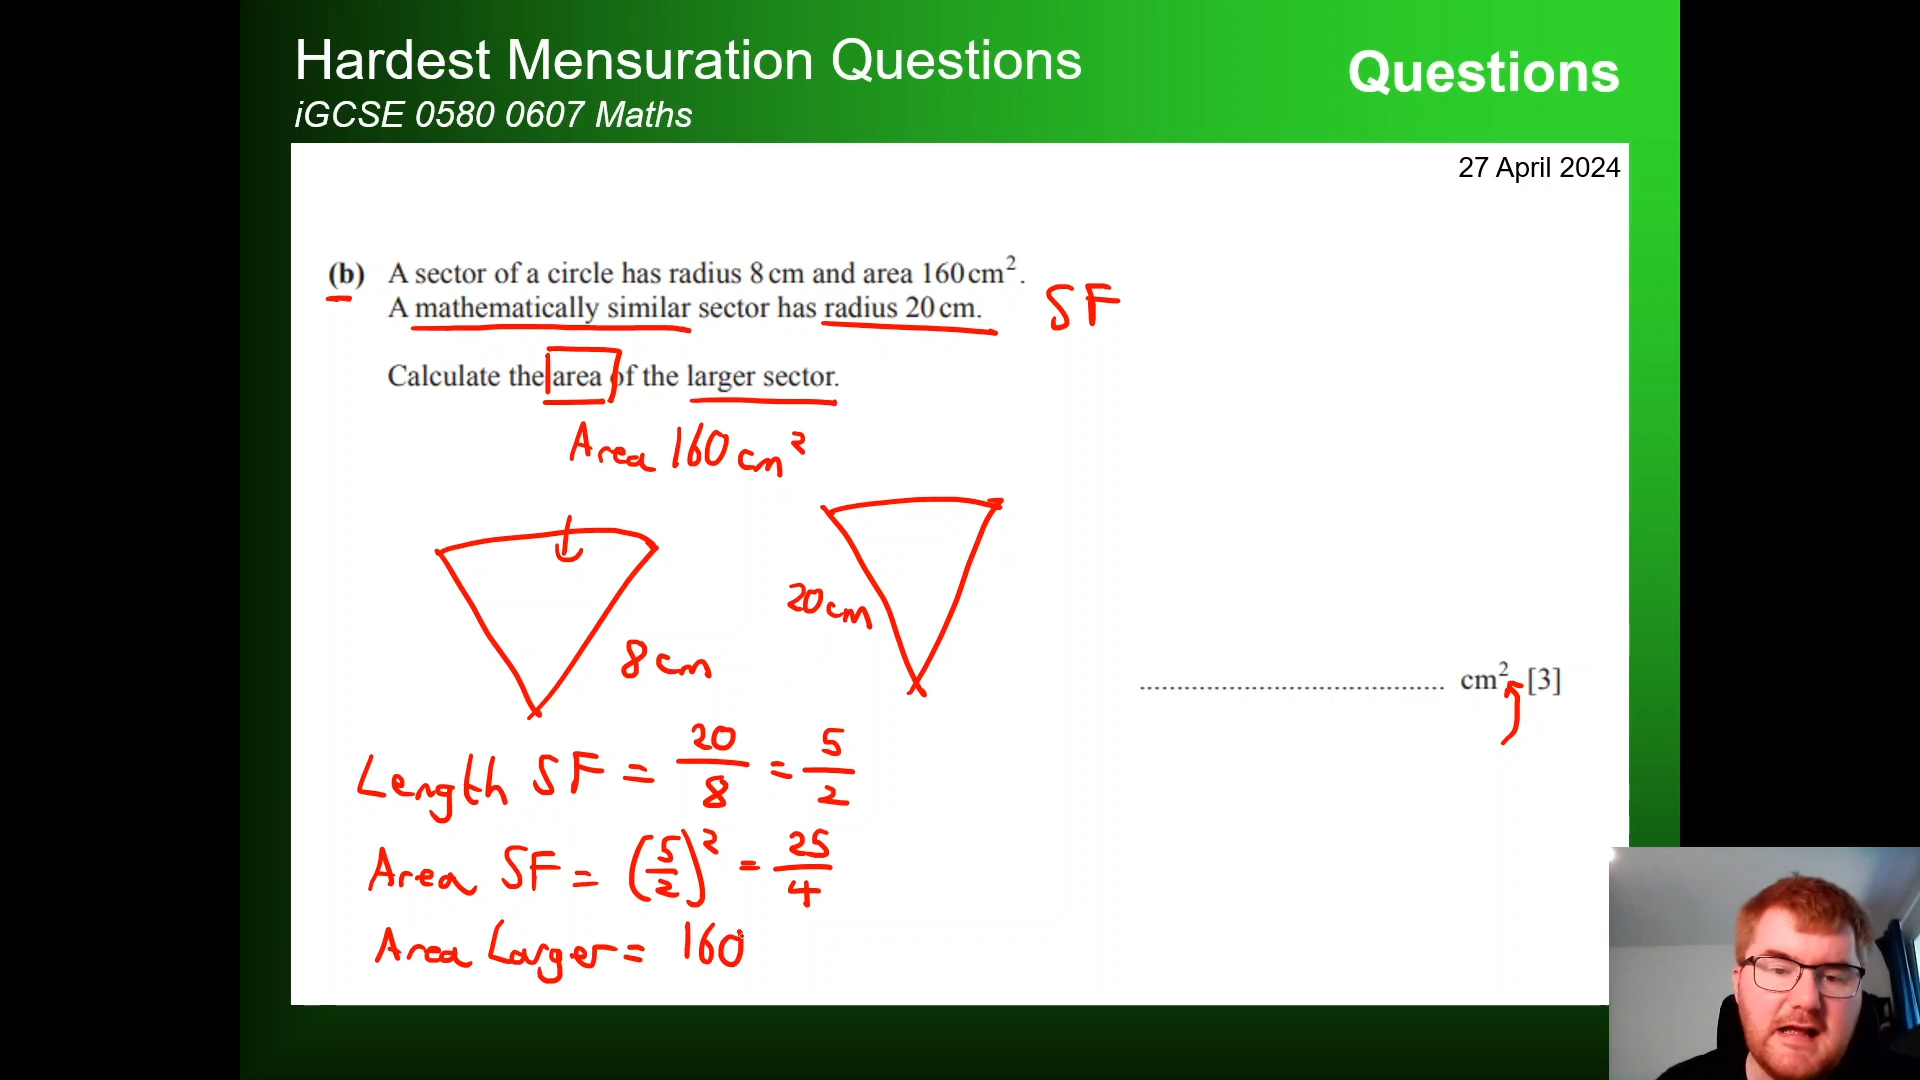 Hardest Mensuration Questions
Questions
iGCSE 0580 0607 Maths
27 April 2024
(b) A sector of a circle has radius 8 cm and area 160 cm².
A mathematically similar sector has radius 20 cm.
SF
Calculate the area of the larger sector.
Area 160 cm²
20cm
8cm
.......................................... cm² [3]
Length SF = 20/8 = 5/2
Area SF = (5/2)² = 25/4
Area Larger = 160